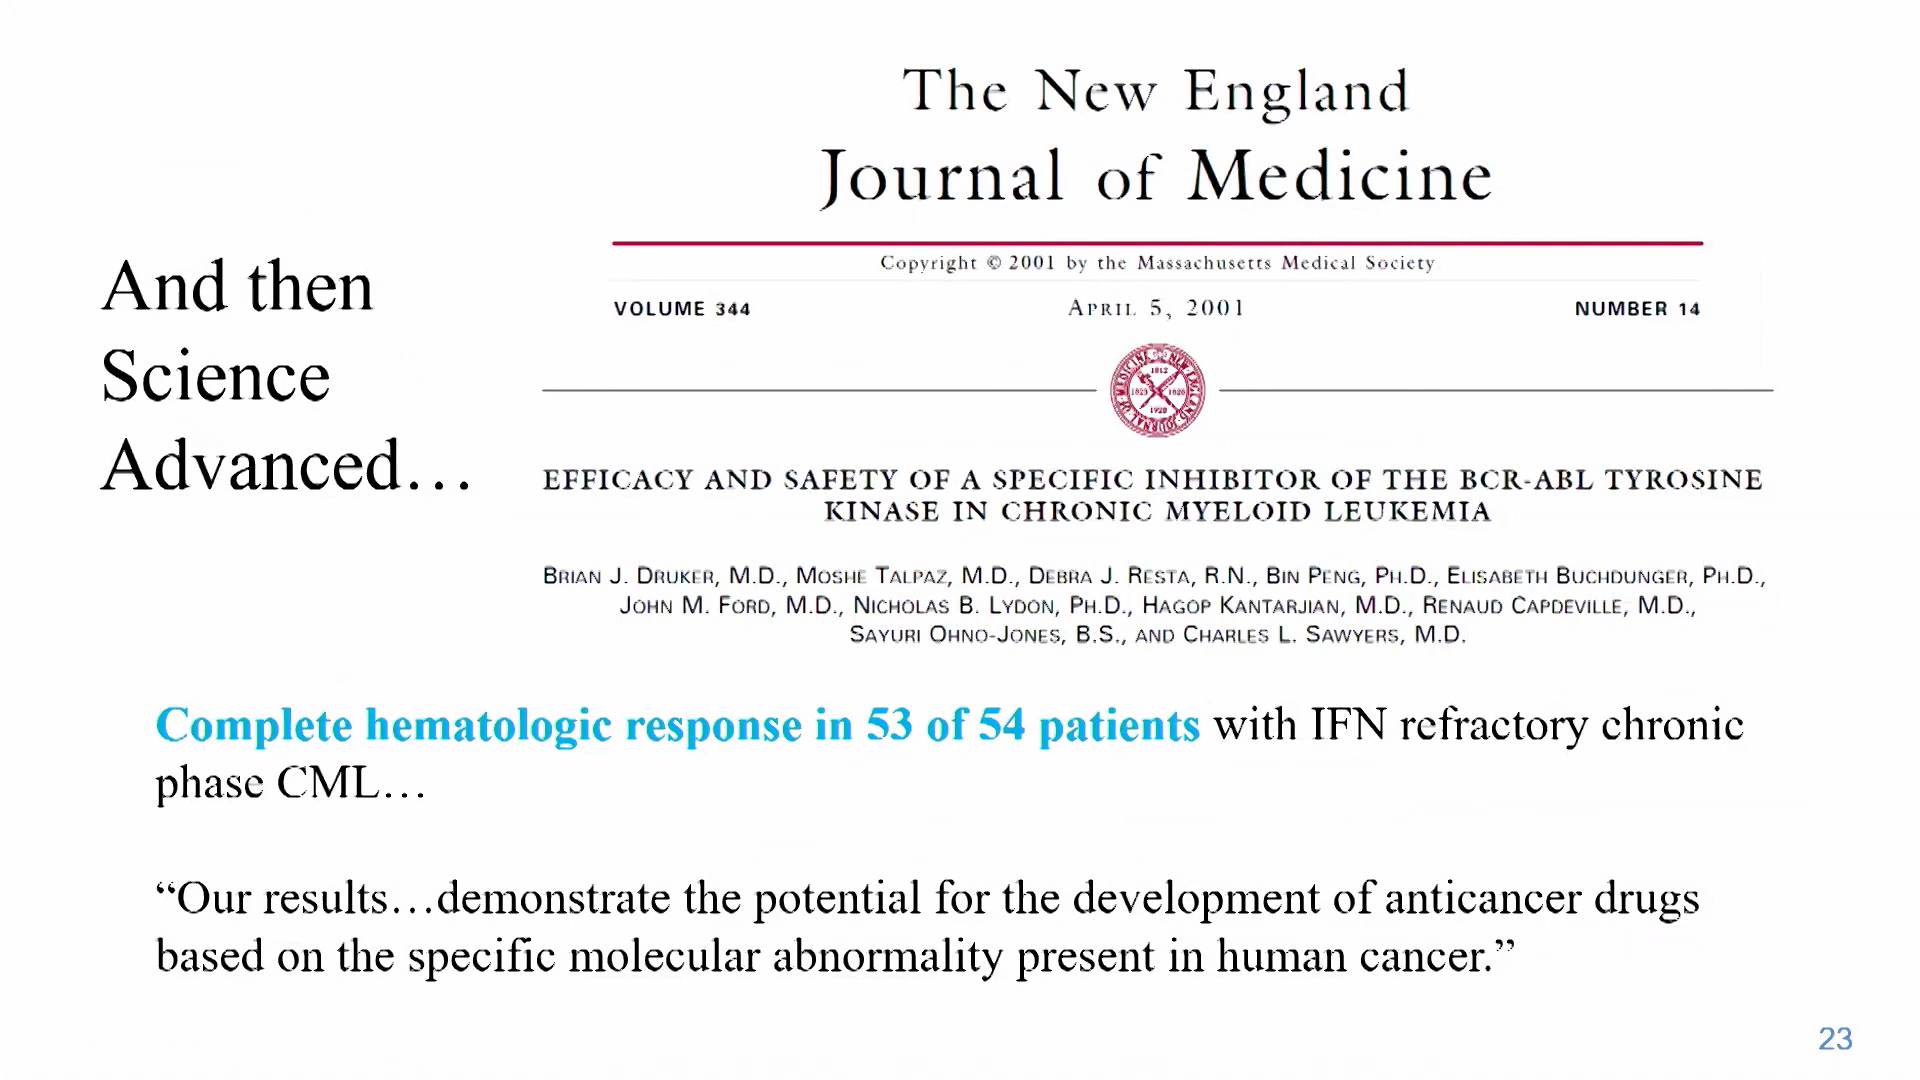 The New England
Journal of Medicine
Copyright © 2001 by the Massachusetts Medical Society
VOLUME 344 APRIL 5, 2001 NUMBER 14
And then
Science
Advanced…
1812
1823 1828
1928
EFFICACY AND SAFETY OF A SPECIFIC INHIBITOR OF THE BCR-ABL TYROSINE
KINASE IN CHRONIC MYELOID LEUKEMIA
BRIAN J. DRUKER, M.D., MOSHE TALPAZ, M.D., DEBRA J. RESTA, R.N., BIN PENG, PH.D., ELISABETH BUCHDUNGER, PH.D.,
JOHN M. FORD, M.D., NICHOLAS B. LYDON, PH.D., HAGOP KANTARJIAN, M.D., RENAUD CAPDEVILLE, M.D.,
SAYURI OHNO-JONES, B.S., AND CHARLES L. SAWYERS, M.D.
Complete hematologic response in 53 of 54 patients with IFN refractory chronic
phase CML…
“Our results…demonstrate the potential for the development of anticancer drugs
based on the specific molecular abnormality present in human cancer.”
23